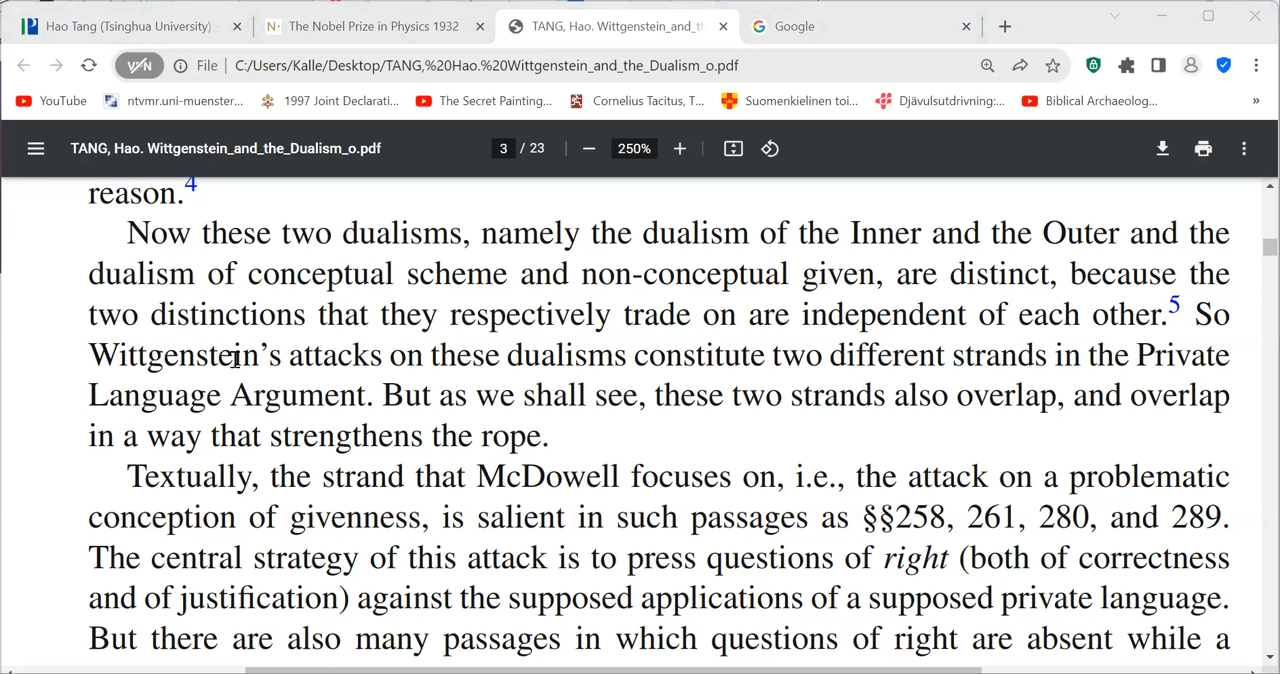 Hao Tang (Tsinghua University)
The Nobel Prize in Physics 1932
TANG, Hao. Wittgenstein_and_th
Google
File
C:/Users/Kalle/Desktop/TANG,%20Hao.%20Wittgenstein_and_the_Dualism_o.pdf
YouTube
ntvmr.uni-muenster...
1997 Joint Declarati...
The Secret Painting...
Cornelius Tacitus, T...
Suomenkielinen toi...
Djävulsutdrivning:...
Biblical Archaeolog...
»
TANG, Hao. Wittgenstein_and_the_Dualism_o.pdf
3 / 23
250%
reason.4
Now these two dualisms, namely the dualism of the Inner and the Outer and the
dualism of conceptual scheme and non-conceptual given, are distinct, because the
two distinctions that they respectively trade on are independent of each other.5 So
Wittgenstein’s attacks on these dualisms constitute two different strands in the Private
Language Argument. But as we shall see, these two strands also overlap, and overlap
in a way that strengthens the rope.
Textually, the strand that McDowell focuses on, i.e., the attack on a problematic
conception of givenness, is salient in such passages as §§258, 261, 280, and 289.
The central strategy of this attack is to press questions of right (both of correctness
and of justification) against the supposed applications of a supposed private language.
But there are also many passages in which questions of right are absent while a